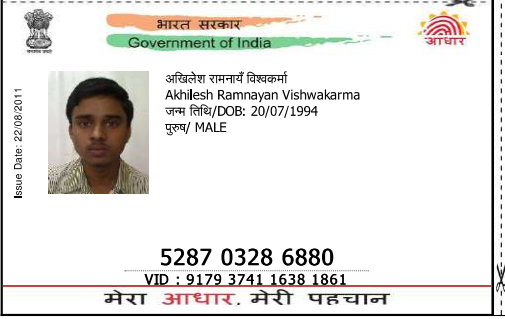 भारत सरकार
Government of India
आधार
Issue Date: 22/08/2011
अखिलेश रामनायँ विश्वकर्मा
Akhilesh Ramnayan Vishwakarma
जन्म तिथि/DOB: 20/07/1994
पुरुष/ MALE
5287 0328 6880
VID : 9179 3741 1638 1861
मेरा आधार, मेरी पहचान